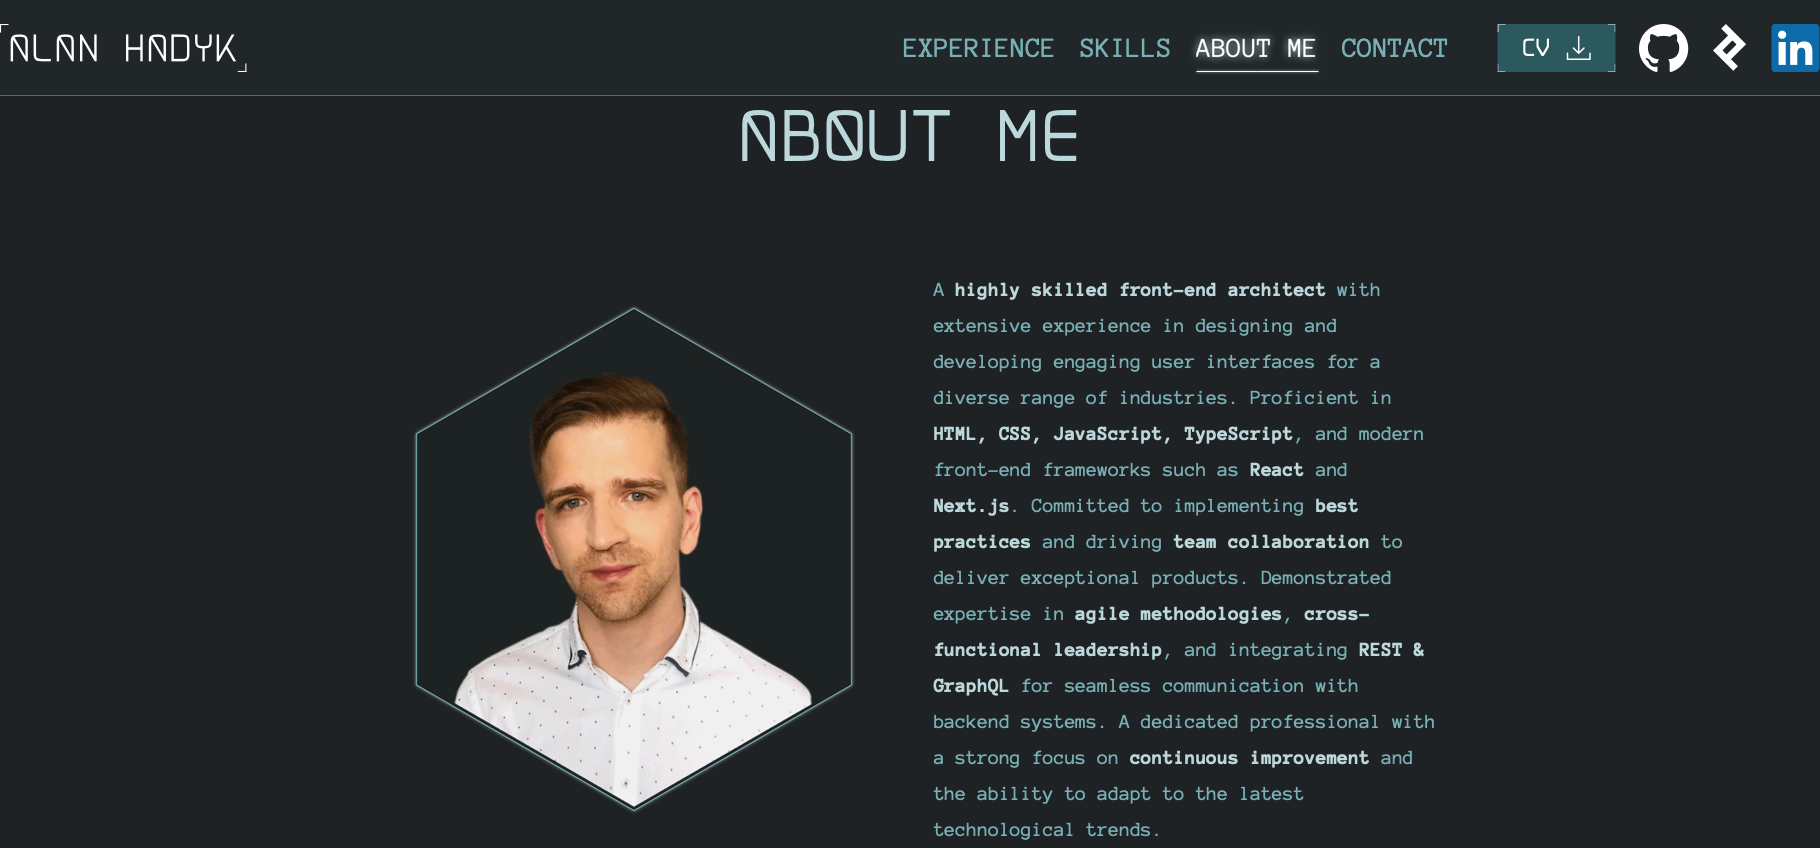 ALAN HADYK
EXPERIENCE SKILLS ABOUT ME CONTACT CV in
ABOUT ME
A highly skilled front-end architect with
extensive experience in designing and
developing engaging user interfaces for a
diverse range of industries. Proficient in
HTML, CSS, JavaScript, TypeScript, and modern
front-end frameworks such as React and
Next.js. Committed to implementing best
practices and driving team collaboration to
deliver exceptional products. Demonstrated
expertise in agile methodologies, cross-
functional leadership, and integrating REST &
GraphQL for seamless communication with
backend systems. A dedicated professional with
a strong focus on continuous improvement and
the ability to adapt to the latest
technological trends.